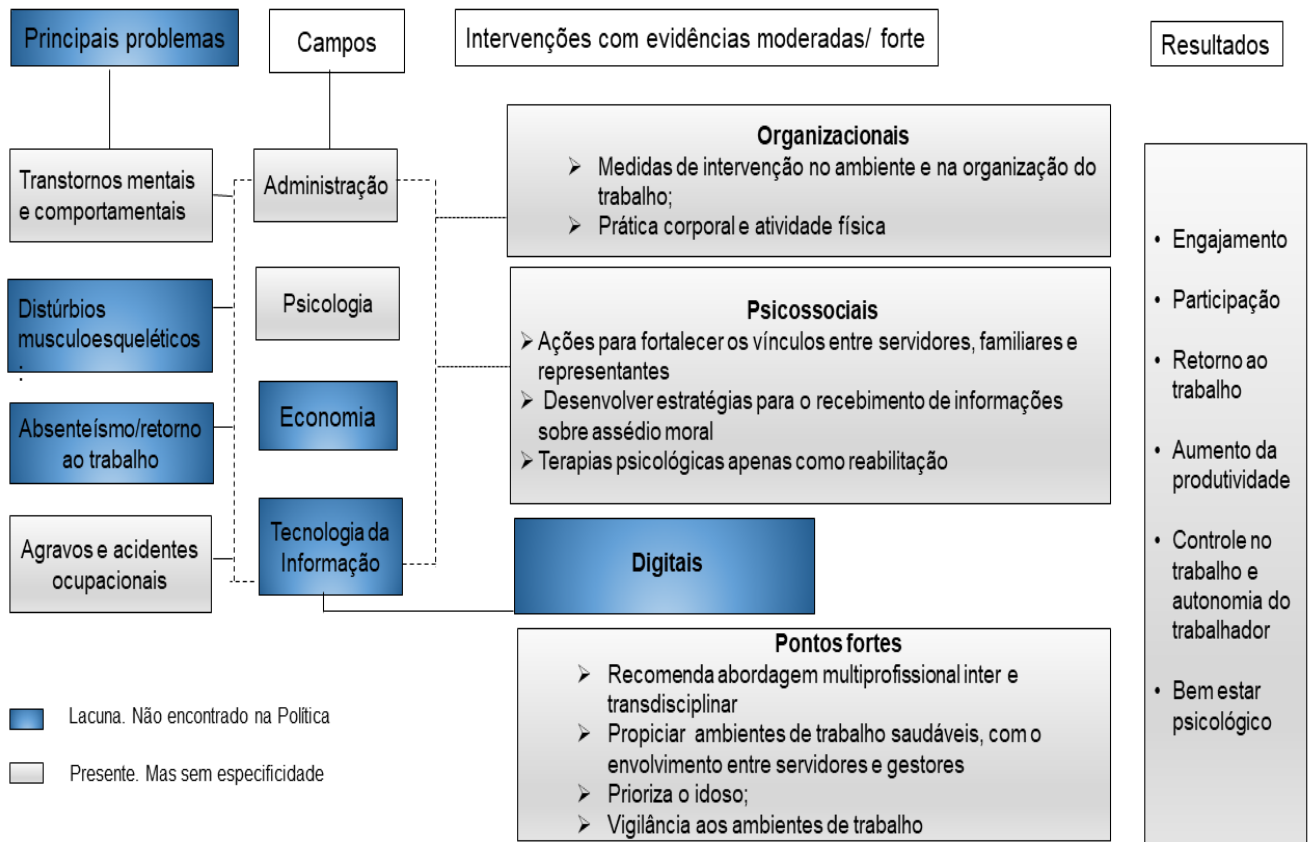 Principais problemas
Campos
Intervenções com evidências moderadas/ forte
Resultados
Transtornos mentais
e comportamentais
Distúrbios
musculoesqueléticos
:
Absenteísmo/retorno
ao trabalho
Agravos e acidentes
ocupacionais
Administração
Psicologia
Economia
Tecnologia da
Informação
Organizacionais
➢ Medidas de intervenção no ambiente e na organização do
trabalho;
➢ Prática corporal e atividade física
Psicossociais
➢ Ações para fortalecer os vínculos entre servidores, familiares e
representantes
➢ Desenvolver estratégias para o recebimento de informações
sobre assédio moral
➢ Terapias psicológicas apenas como reabilitação
Digitais
Pontos fortes
➢ Recomenda abordagem multiprofissional inter e
transdisciplinar
➢ Propiciar ambientes de trabalho saudáveis, com o
envolvimento entre servidores e gestores
➢ Prioriza o idoso;
➢ Vigilância aos ambientes de trabalho
• Engajamento
• Participação
• Retorno ao
trabalho
• Aumento da
produtividade
• Controle no
trabalho e
autonomia do
trabalhador
• Bem estar
psicológico
Lacuna. Não encontrado na Política
Presente. Mas sem especificidade